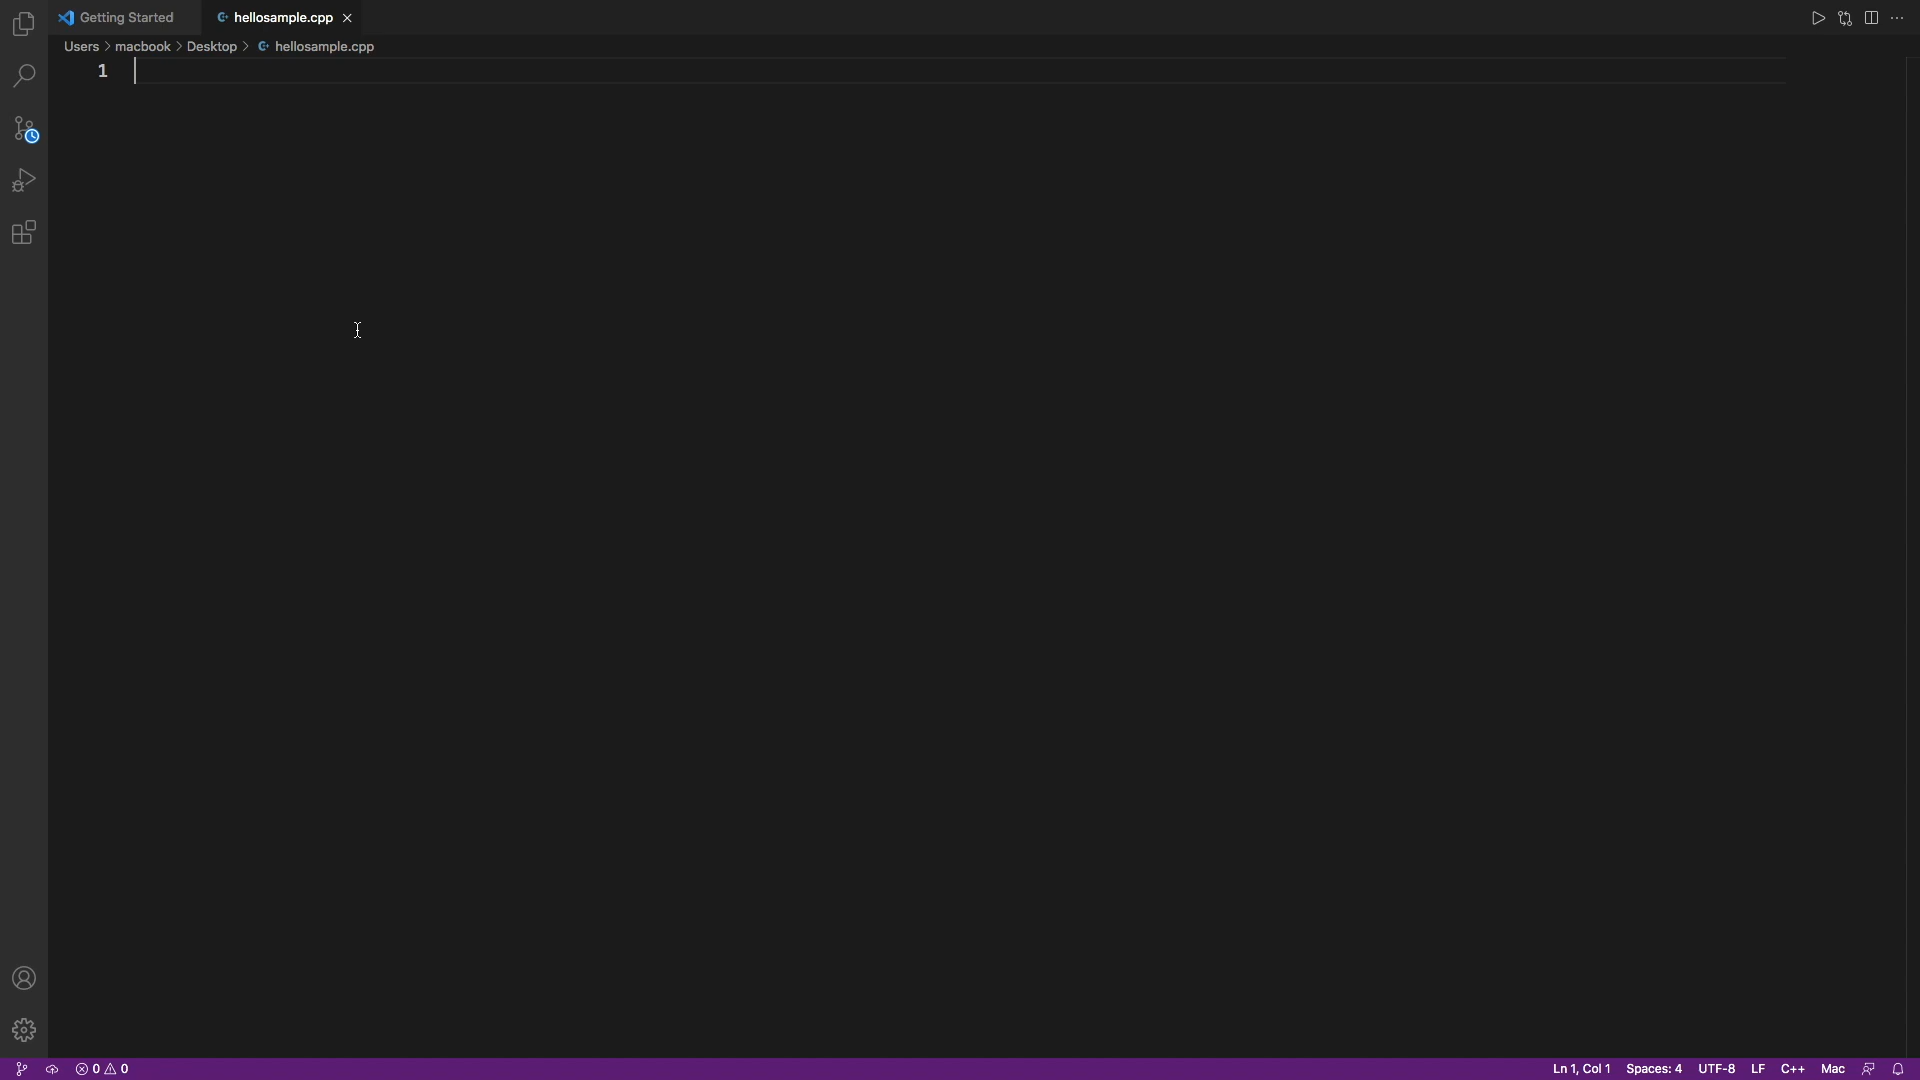 Getting Started hellosample.cpp
Users > macbook > Desktop > hellosample.cpp
1
0 0 Ln 1, Col 1 Spaces: 4 UTF-8 LF C++ Mac